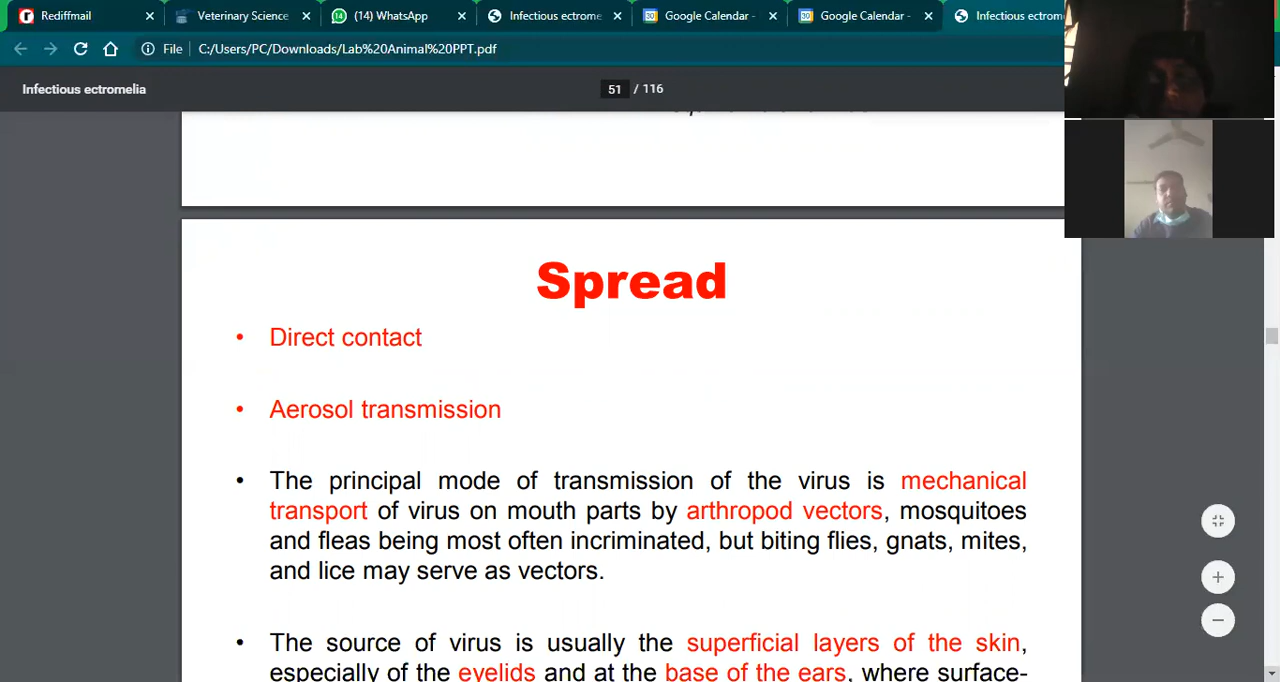 Rediffmail
Veterinary Science
(14) WhatsApp
Infectious ectrome
Google Calendar -
Google Calendar -
Infectious ectrom
File
C:/Users/PC/Downloads/Lab%20Animal%20PPT.pdf
Infectious ectromelia
51 / 116
Spread
• Direct contact
• Aerosol transmission
• The principal mode of transmission of the virus is mechanical
transport of virus on mouth parts by arthropod vectors, mosquitoes
and fleas being most often incriminated, but biting flies, gnats, mites,
and lice may serve as vectors.
• The source of virus is usually the superficial layers of the skin,
especially of the eyelids and at the base of the ears, where surface-